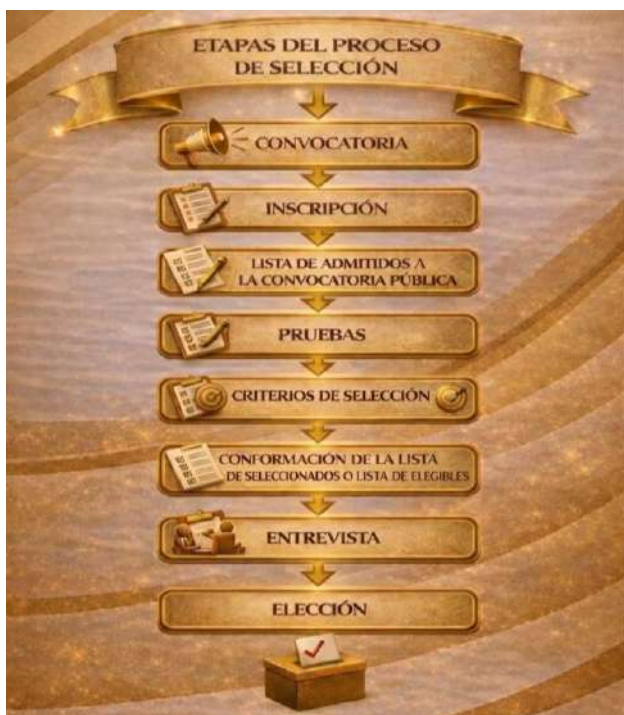 ETAPAS DEL PROCESO
DE SELECCIÓN
CONVOCATORIA
INSCRIPCIÓN
LISTA DE ADMITIDOS A
LA CONVOCATORIA PÚBLICA
PRUEBAS
CRITERIOS DE SELECCIÓN
CONFORMACIÓN DE LA LISTA
DE SELECCIONADOS O LISTA DE ELEGIBLES
ENTREVISTA
ELECCIÓN